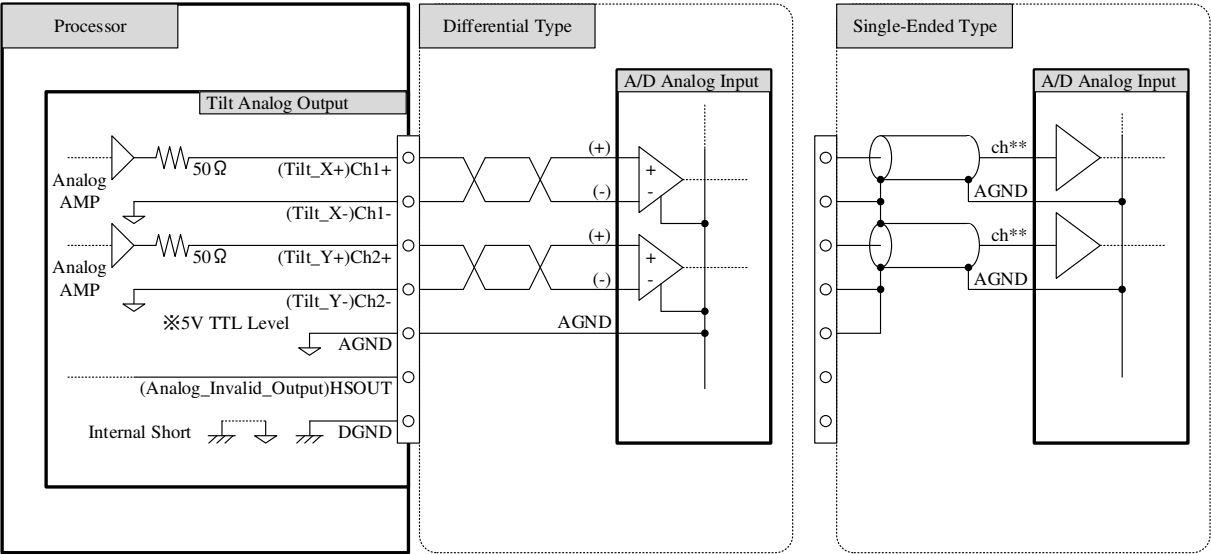 Processor
Differential Type
Single-Ended Type
Tilt Analog Output
A/D Analog Input
A/D Analog Input
Analog
AMP
50Ω
(Tilt_X+)Ch1+
(Tilt_X-)Ch1-
Analog
AMP
50Ω
(Tilt_Y+)Ch2+
(Tilt_Y-)Ch2-
※5V TTL Level
AGND
(Analog_Invalid_Output)HSOUT
Internal Short
DGND
(+)
(-)
+
-
(+)
(-)
+
-
AGND
ch**
AGND
ch**
AGND